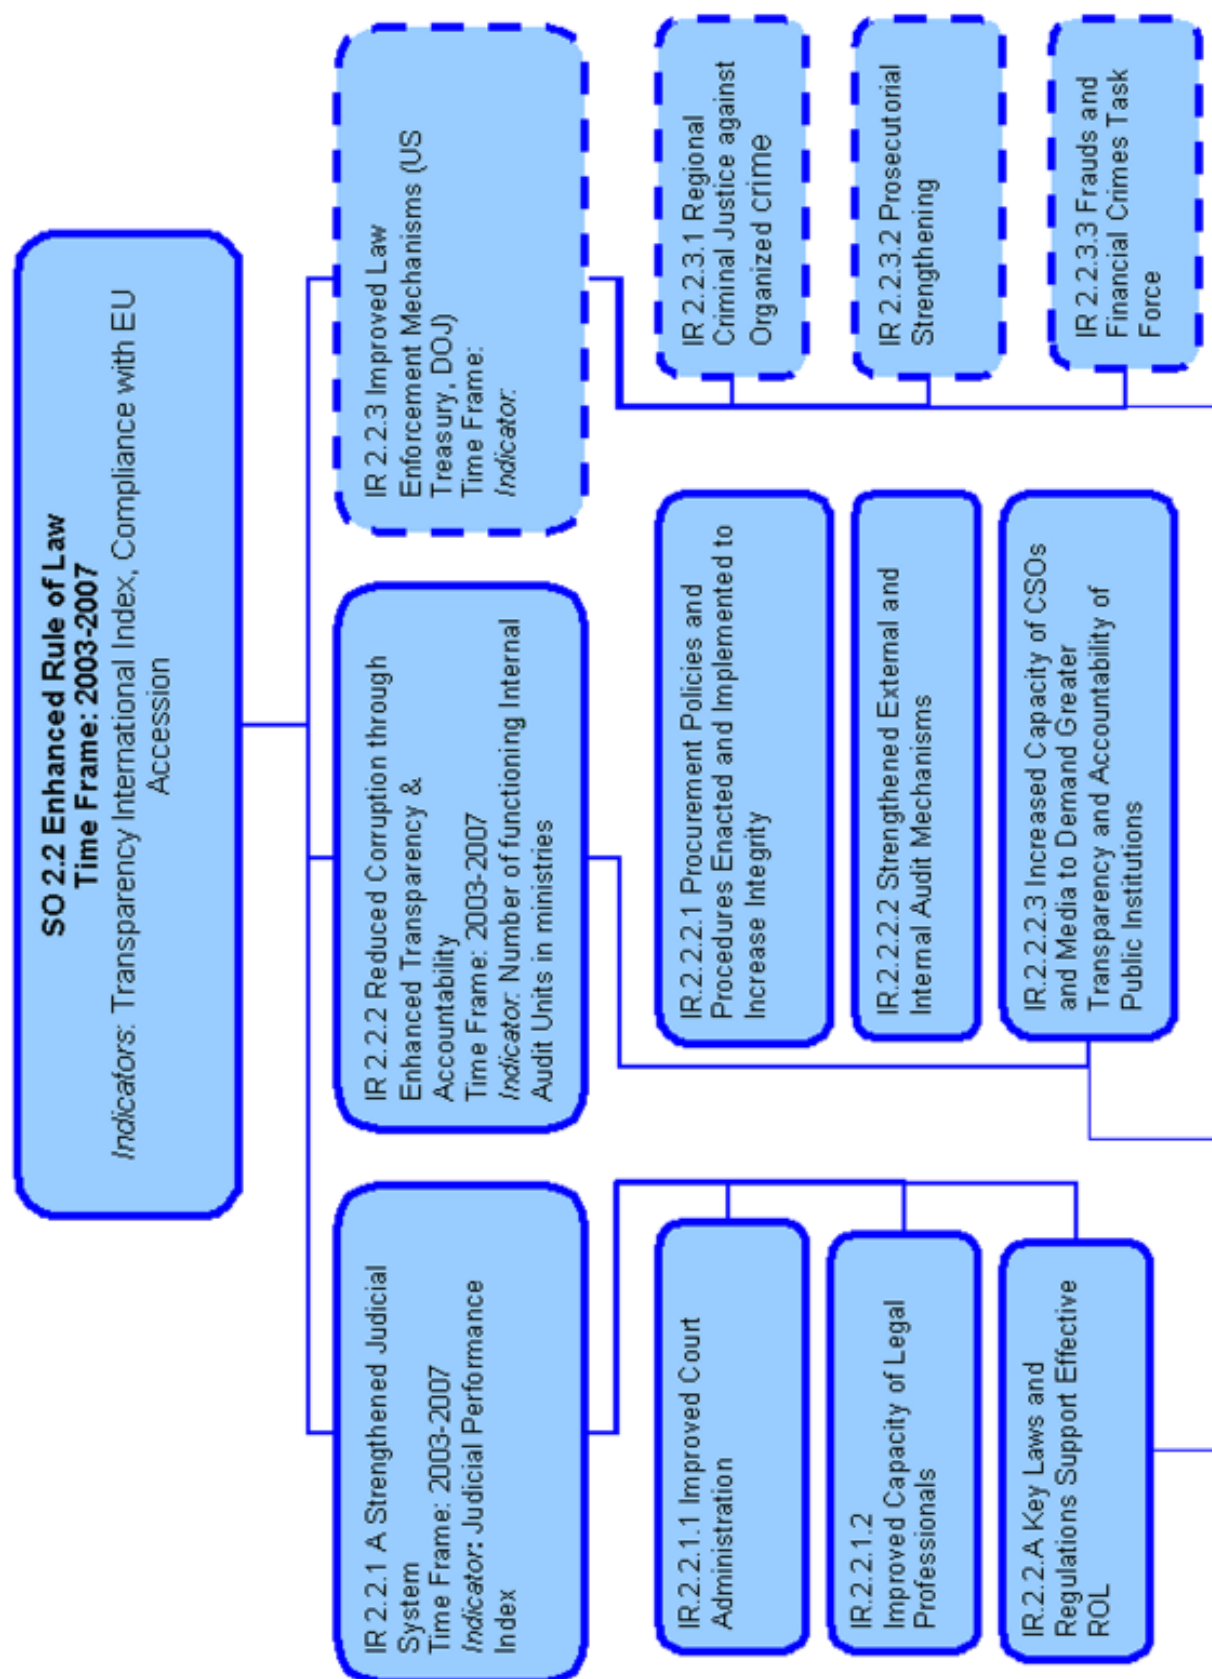 SO 2.2 Enhanced Rule of Law
Time Frame: 2003-2007
Indicators: Transparency International Index, Compliance with EU
Accession
IR 2.2.1 A Strengthened Judicial
System
Time Frame: 2003-2007
Indicator: Judicial Performance
Index
IR.2.2.1.1 Improved Court
Administration
IR.2.2.1.2
Improved Capacity of Legal
Professionals
IR.2.2.A Key Laws and
Regulations Support Effective
ROL
IR.2.2.2 Reduced Corruption through
Enhanced Transparency &
Accountability
Time Frame: 2003-2007
Indicator: Number of functioning Internal
Audit Units in ministries
IR.2.2.2.1 Procurement Policies and
Procedures Enacted and Implemented to
Increase Integrity
IR.2.2.2.2 Strengthened External and
Internal Audit Mechanisms
IR.2.2.2.3 Increased Capacity of CSOs
and Media to Demand Greater
Transparency and Accountability of
Public Institutions
IR 2.2.3 Improved Law
Enforcement Mechanisms (US
Treasury, DOJ)
Time Frame:
Indicator:
IR 2.2.3.1 Regional
Criminal Justice against
Organized crime
IR.2.2.3.2 Prosecutorial
Strengthening
IR.2.2.3.3 Frauds and
Financial Crimes Task
Force